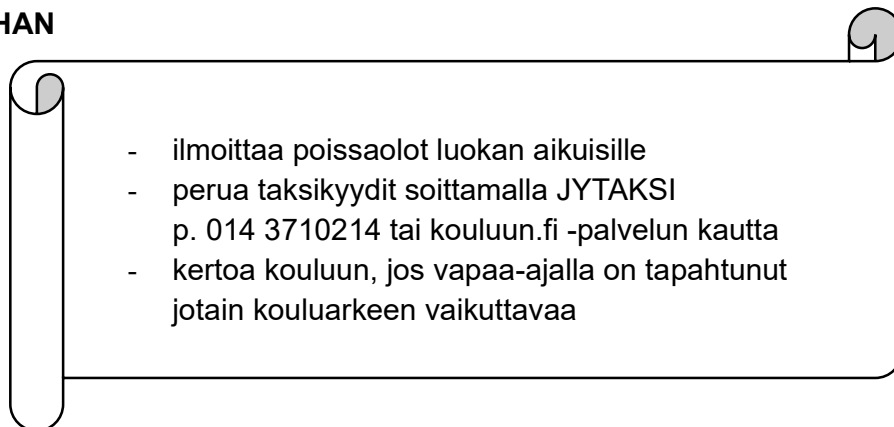 HAN
- ilmoittaa poissaolot luokan aikuisille
- perua taksikyydit soittamalla JYTAKSI
p. 014 3710214 tai kouluun.fi -palvelun kautta
- kertoa kouluun, jos vapaa-ajalla on tapahtunut
jotain kouluarkeen vaikuttavaa